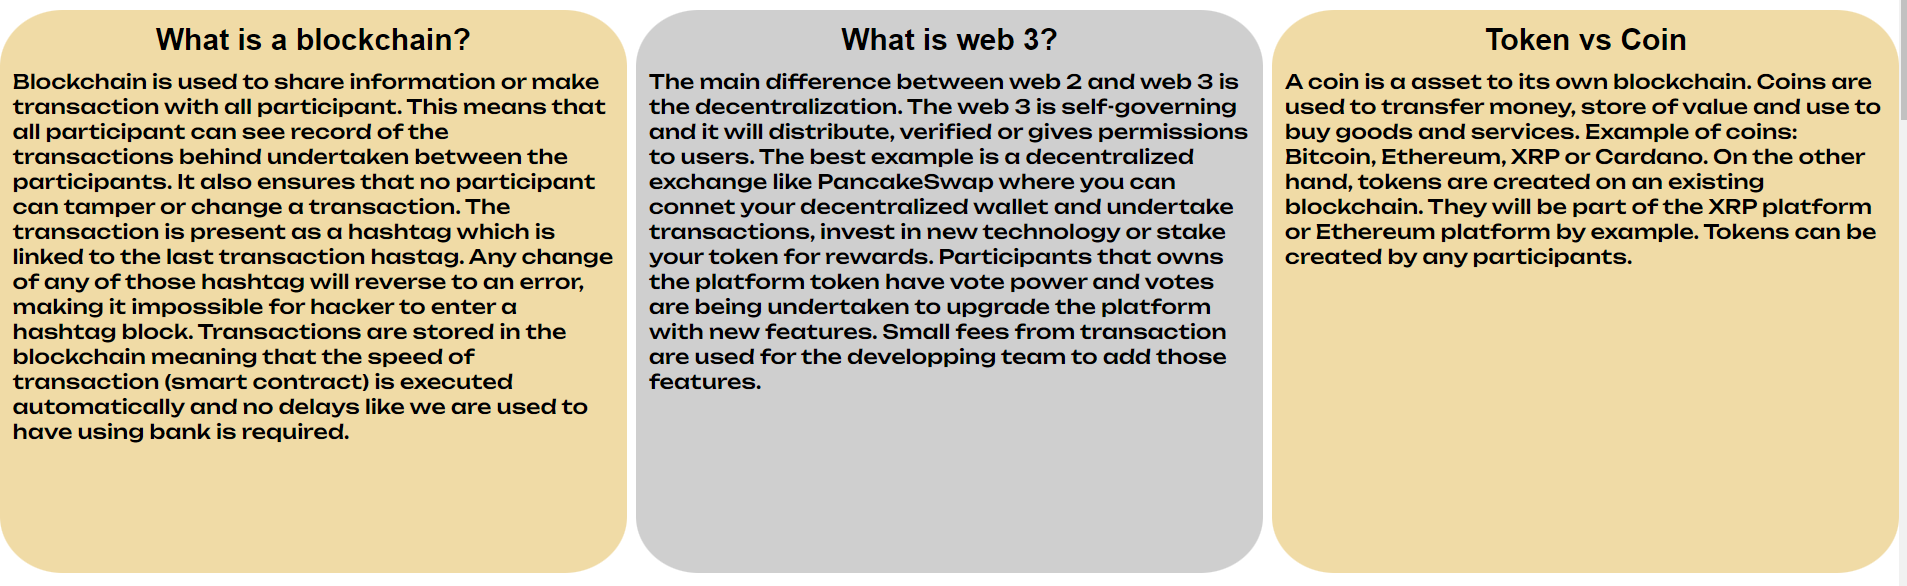 What is a blockchain?
Blockchain is used to share information or make
transaction with all participant. This means that
all participant can see record of the
transactions behind undertaken between the
participants. It also ensures that no participant
can tamper or change a transaction. The
transaction is present as a hashtag which is
linked to the last transaction hastag. Any change
of any of those hashtag will reverse to an error,
making it impossible for hacker to enter a
hashtag block. Transactions are stored in the
blockchain meaning that the speed of
transaction (smart contract) is executed
automatically and no delays like we are used to
have using bank is required.
What is web 3?
The main difference between web 2 and web 3 is
the decentralization. The web 3 is self-governing
and it will distribute, verified or gives permissions
to users. The best example is a decentralized
exchange like PancakeSwap where you can
connet your decentralized wallet and undertake
transactions, invest in new technology or stake
your token for rewards. Participants that owns
the platform token have vote power and votes
are being undertaken to upgrade the platform
with new features. Small fees from transaction
are used for the developping team to add those
features.
Token vs Coin
A coin is a asset to its own blockchain. Coins are
used to transfer money, store of value and use to
buy goods and services. Example of coins:
Bitcoin, Ethereum, XRP or Cardano. On the other
hand, tokens are created on an existing
blockchain. They will be part of the XRP platform
or Ethereum platform by example. Tokens can be
created by any participants.